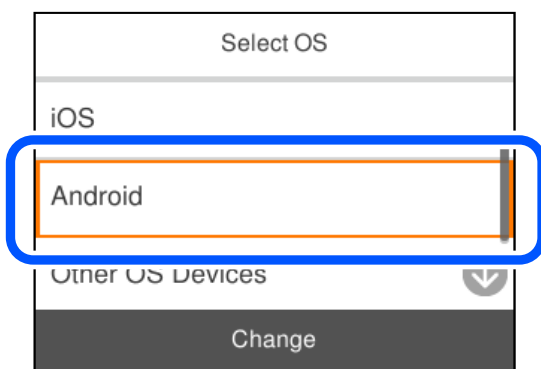 Select OS
iOS
Android
Other OS Devices
Change